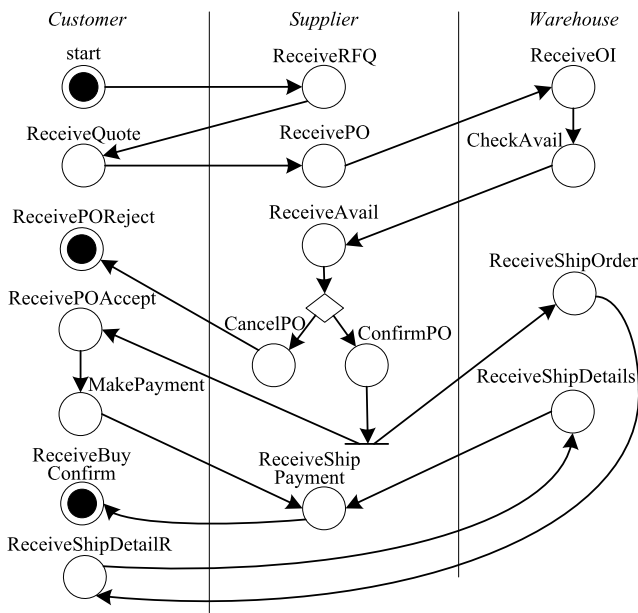 Customer
Supplier
Warehouse
start
ReceiveRFQ
ReceiveOI
ReceiveQuote
ReceivePO
CheckAvail
ReceivePOReject
ReceiveAvail
ReceiveShipOrder
ReceivePOAccept
CancelPO
ConfirmPO
MakePayment
ReceiveShipDetails
ReceiveBuy
Confirm
ReceiveShip
Payment
ReceiveShipDetailR